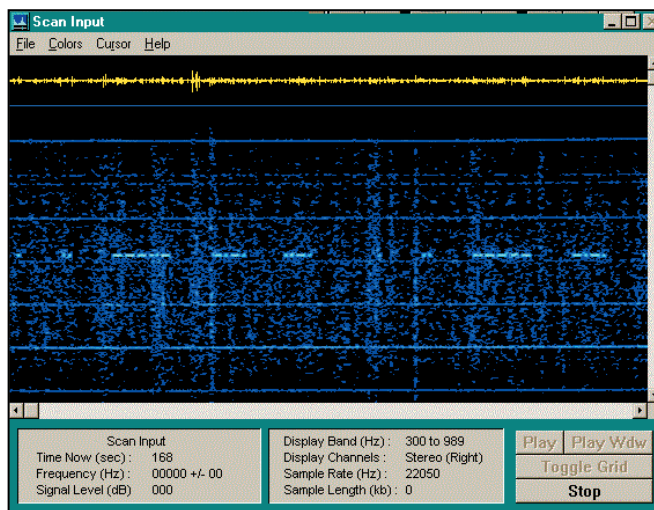 Scan Input
File Colors Cursor Help
Scan Input
Time Now (sec) : 168
Frequency (Hz) : 00000 +/- 00
Signal Level (dB) 000
Display Band (Hz) : 300 to 989
Display Channels : Stereo (Right)
Sample Rate (Hz) : 22050
Sample Length (kb) : 0
Play Play Wdw
Toggle Grid
Stop